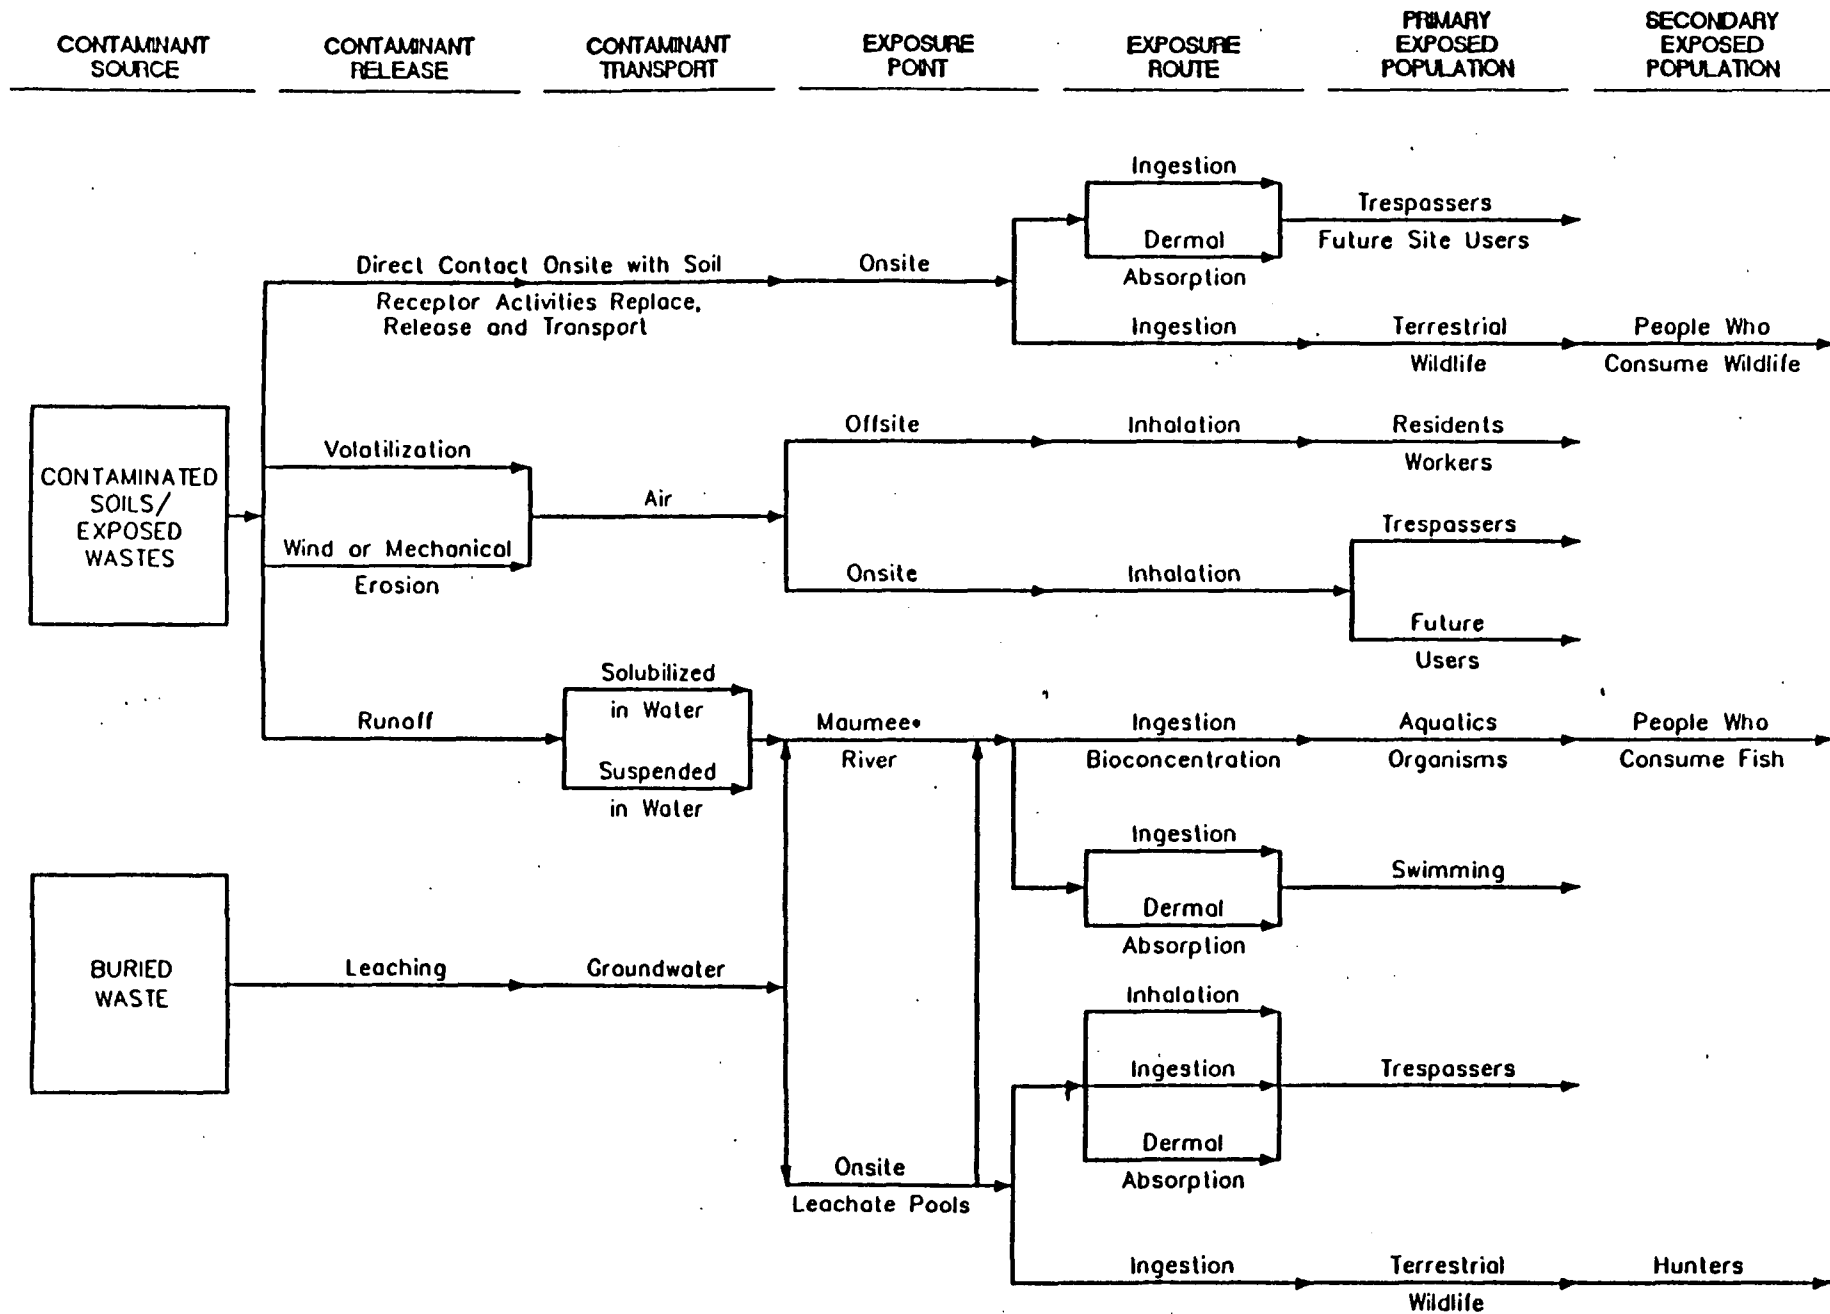 CONTAMINANT
SOURCE
CONTAMINANT
RELEASE
CONTAMINANT
TRANSPORT
EXPOSURE
POINT
EXPOSURE
ROUTE
PRIMARY
EXPOSED
POPULATION
SECONDARY
EXPOSED
POPULATION
Ingestion
Dermal
Absorption
Trespassers
Future Site Users
Direct Contact Onsite with Soil
Receptor Activities Replace,
Release and Transport
Onsite
Ingestion
Terrestrial
Wildlife
People Who
Consume Wildlife
CONTAMINATED
SOILS/
EXPOSED
WASTES
Volatilization
Wind or Mechanical
Erosion
Air
Offsite
Inhalation
Residents
Workers
Onsite
Inhalation
Trespassers
Future
Users
Runoff
Solubilized
in Water
Suspended
in Water
Maumee
River
Ingestion
Bioconcentration
Aquatics
Organisms
People Who
Consume Fish
Ingestion
Dermal
Absorption
Swimming
BURIED
WASTE
Leaching
Groundwater
Inhalation
Ingestion
Dermal
Absorption
Trespassers
Onsite
Leachate Pools
Ingestion
Terrestrial
Wildlife
Hunters